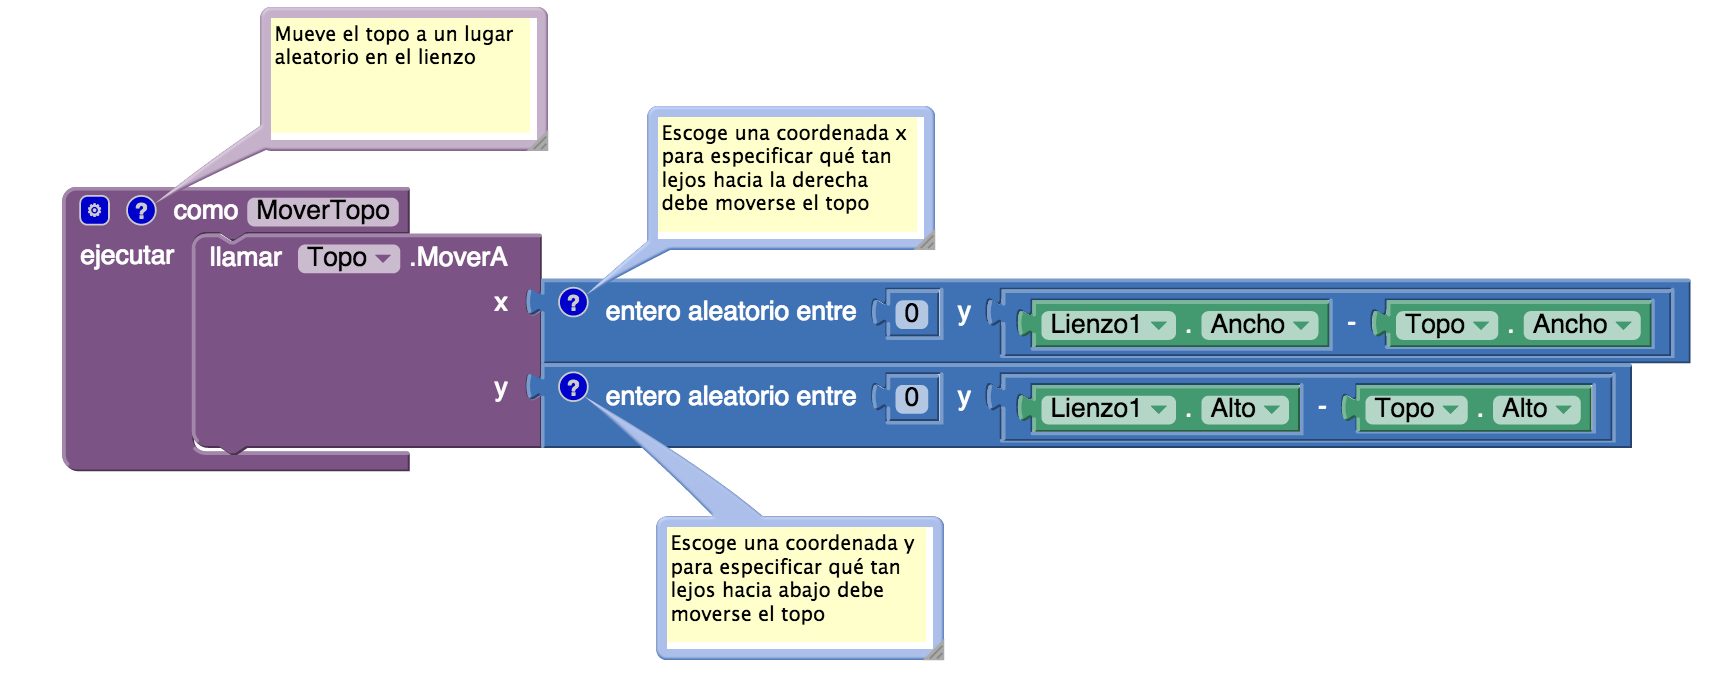 Mueve el topo a un lugar
aleatorio en el lienzo
Escoge una coordenada x
para especificar qué tan
lejos hacia la derecha
debe moverse el topo
? como MoverTopo
ejecutar llamar Topo .MoverA
x ? entero aleatorio entre 0 y Lienzo1 . Ancho - Topo . Ancho
y ? entero aleatorio entre 0 y Lienzo1 . Alto - Topo . Alto
Escoge una coordenada y
para especificar qué tan
lejos hacia abajo debe
moverse el topo